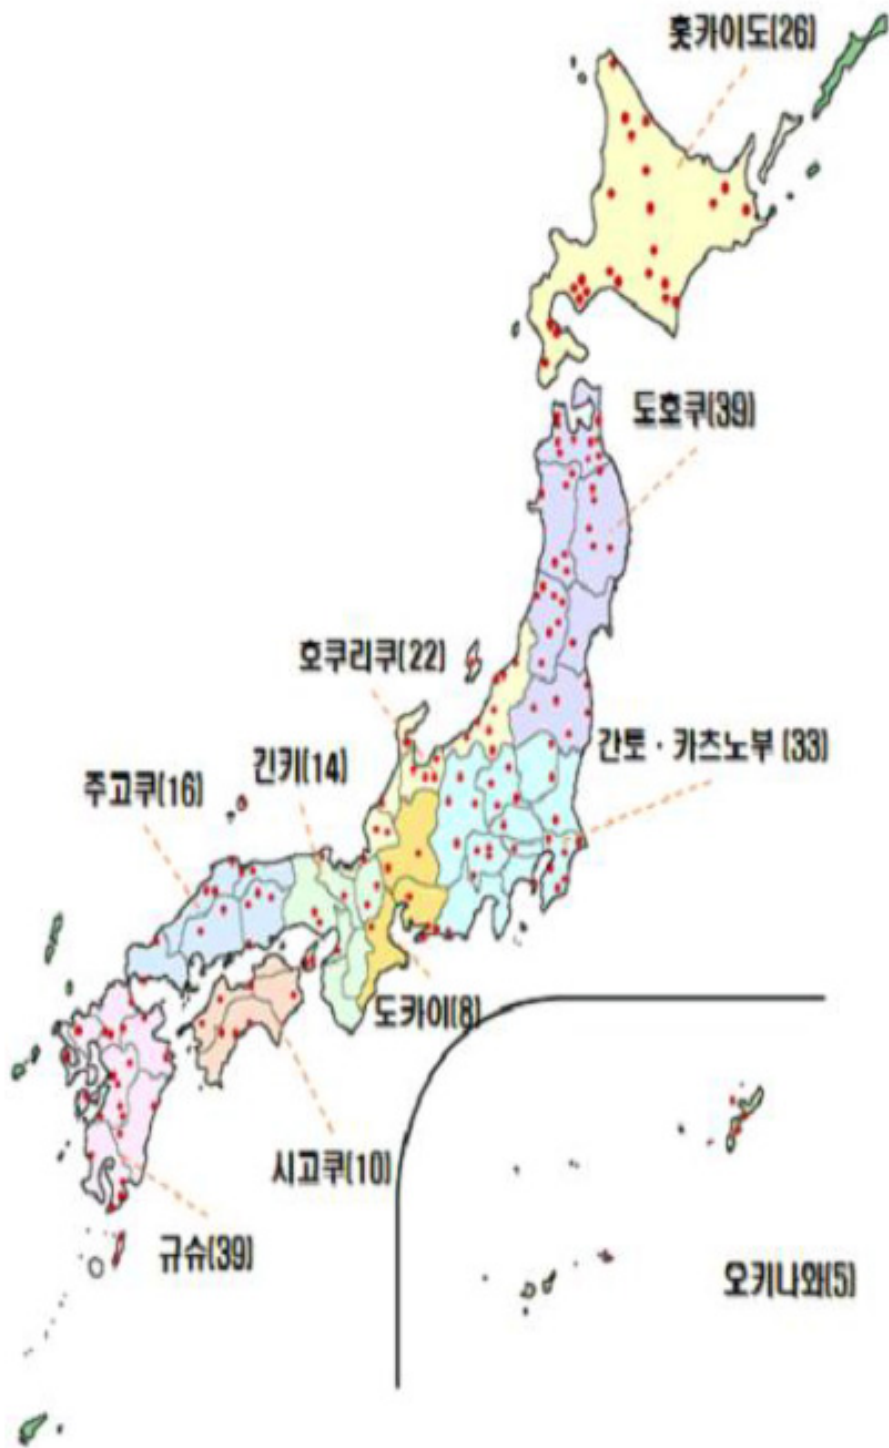 홋카이도(26)
도호쿠(39)
호쿠리쿠(22)
간토·카츠노부 (33)
긴키(14)
주고쿠(16)
도카이(8)
시고쿠(10)
규슈(39)
오키나와(5)